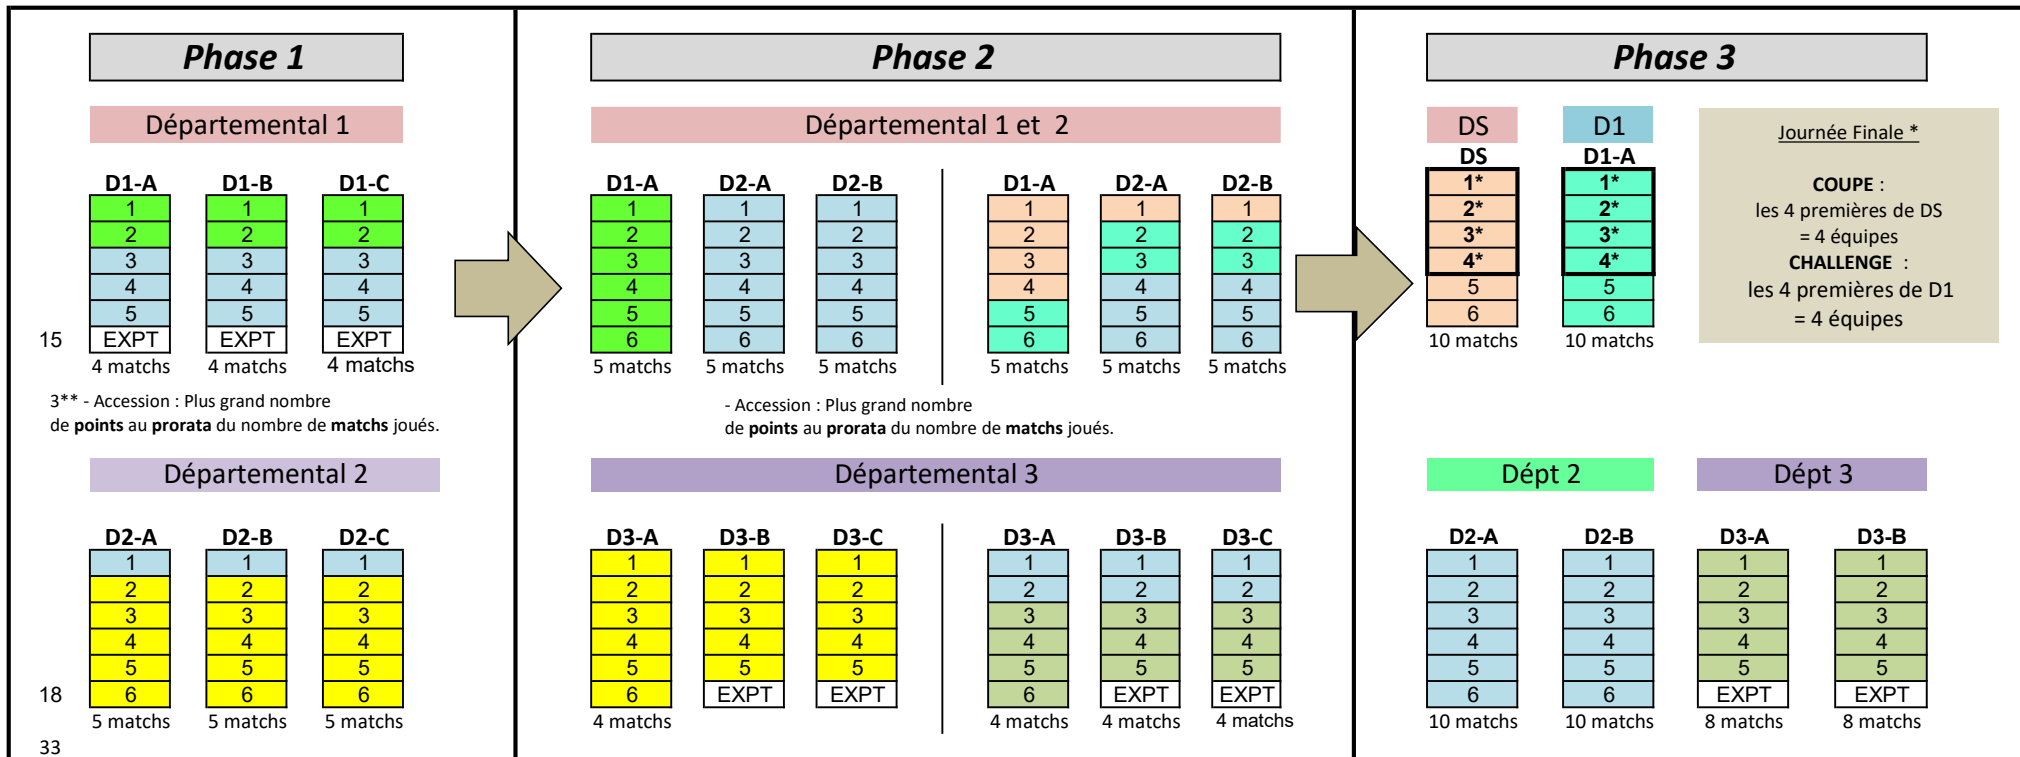 Phase 1
Phase 2
Phase 3
Départemental 1
Départemental 1 et 2
DS
D1
Journée Finale *
COUPE :
les 4 premières de DS
= 4 équipes
CHALLENGE :
les 4 premières de D1
= 4 équipes
D1-A D1-B D1-C
1 1 1
2 2 2
3 3 3
4 4 4
5 5 5
15 EXPT EXPT EXPT
4 matchs 4 matchs 4 matchs
D1-A D2-A D2-B
1 1 1
2 2 2
3 3 3
4 4 4
5 5 5
6 6 6
5 matchs 5 matchs 5 matchs
D1-A D2-A D2-B
1 1 1
2 2 2
3 3 3
4 4 4
5 5 5
6 6 6
5 matchs 5 matchs 5 matchs
DS D1-A
1* 1*
2* 2*
3* 3*
4* 4*
5 5
6 6
10 matchs 10 matchs
3** - Accession : Plus grand nombre
de points au prorata du nombre de matchs joués.
- Accession : Plus grand nombre
de points au prorata du nombre de matchs joués.
Départemental 2
Départemental 3
Dépt 2
Dépt 3
D2-A D2-B D2-C
1 1 1
2 2 2
3 3 3
4 4 4
5 5 5
18 6 6 6
5 matchs 5 matchs 5 matchs
33
D3-A D3-B D3-C
1 1 1
2 2 2
3 3 3
4 4 4
5 5 5
6 EXPT EXPT
4 matchs
D3-A D3-B D3-C
1 1 1
2 2 2
3 3 3
4 4 4
5 5 5
6 EXPT EXPT
4 matchs 4 matchs 4 matchs
D2-A D2-B D3-A D3-B
1 1 1 1
2 2 2 2
3 3 3 3
4 4 4 4
5 5 5 5
6 6 EXPT EXPT
10 matchs 10 matchs 8 matchs 8 matchs